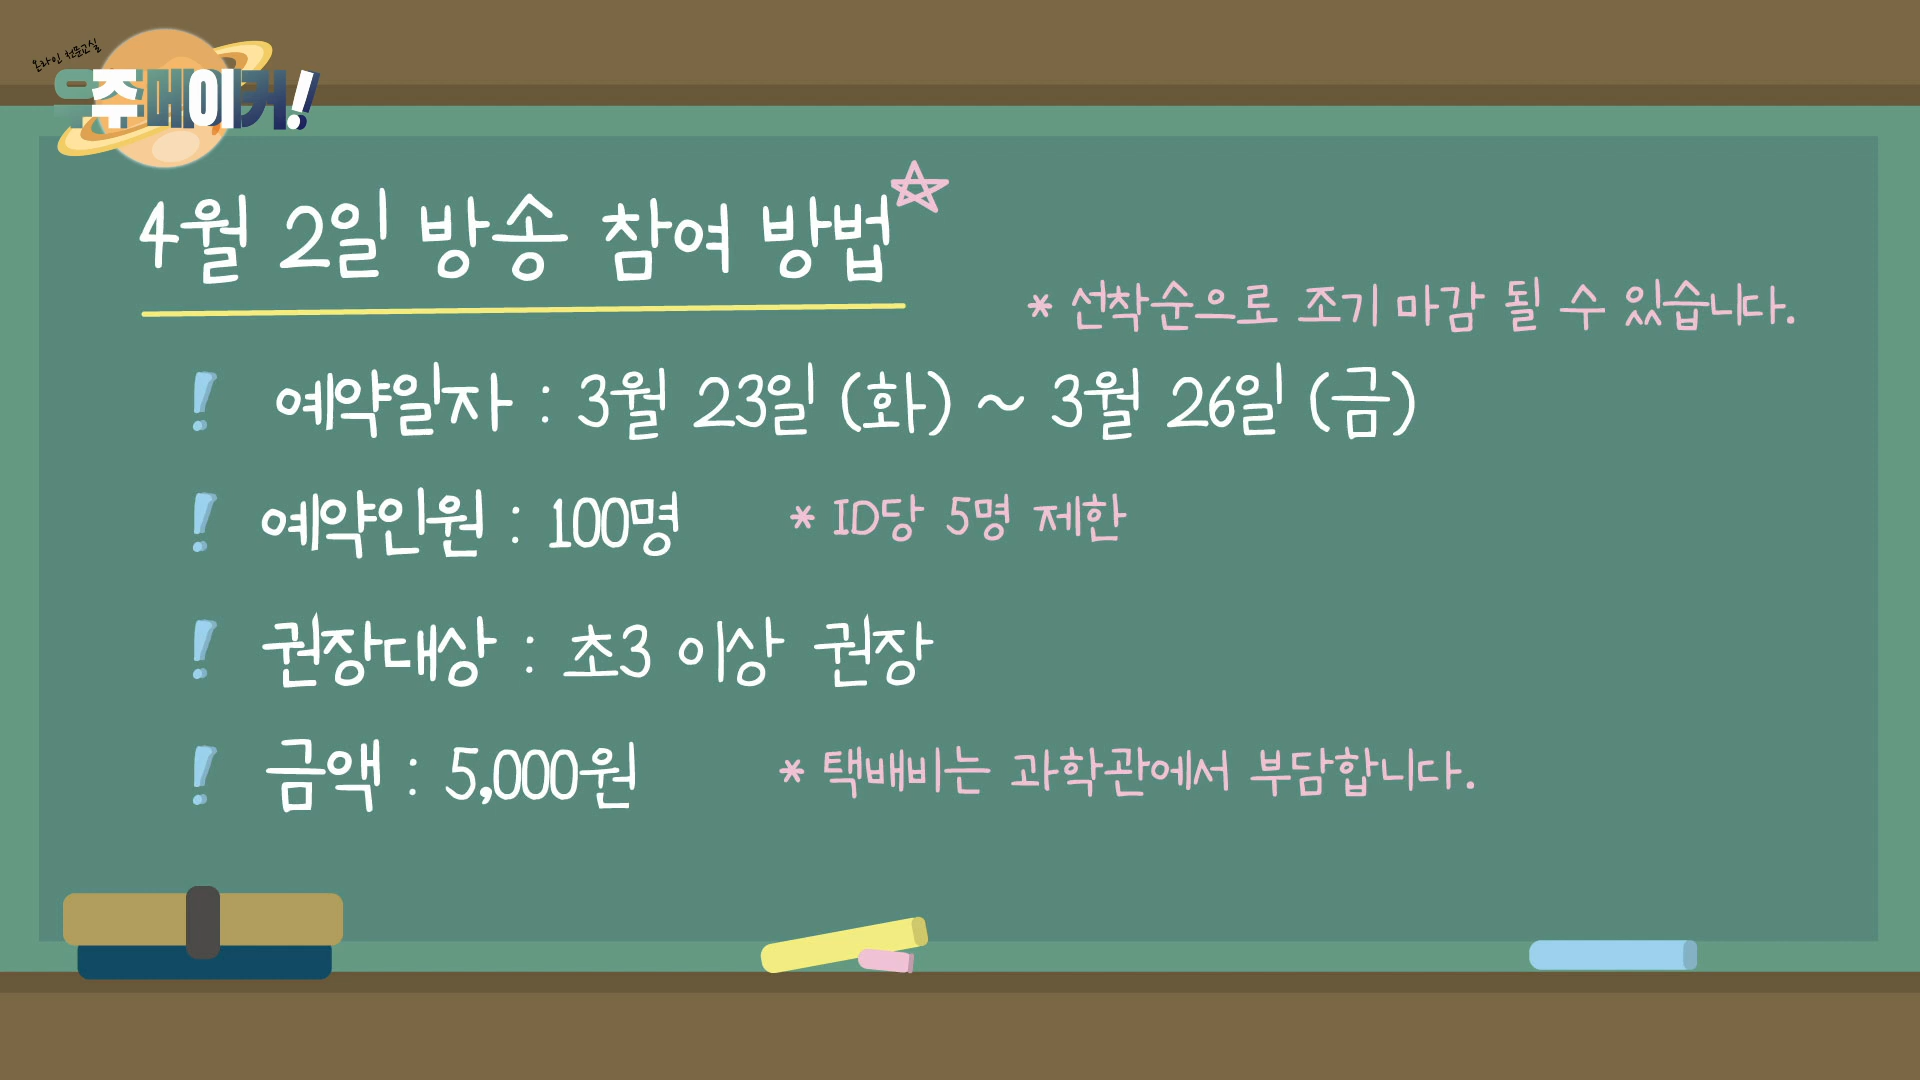 온라인 천문교실
우주메이커!
4월 2일 방송 참여 방법
* 선착순으로 조기 마감 될 수 있습니다.
! 예약일자 : 3월 23일 (화) ~ 3월 26일 (금)
! 예약인원 : 100명 * ID당 5명 제한
! 권장대상 : 초3 이상 권장
! 금액 : 5,000원 * 택배비는 과학관에서 부담합니다.